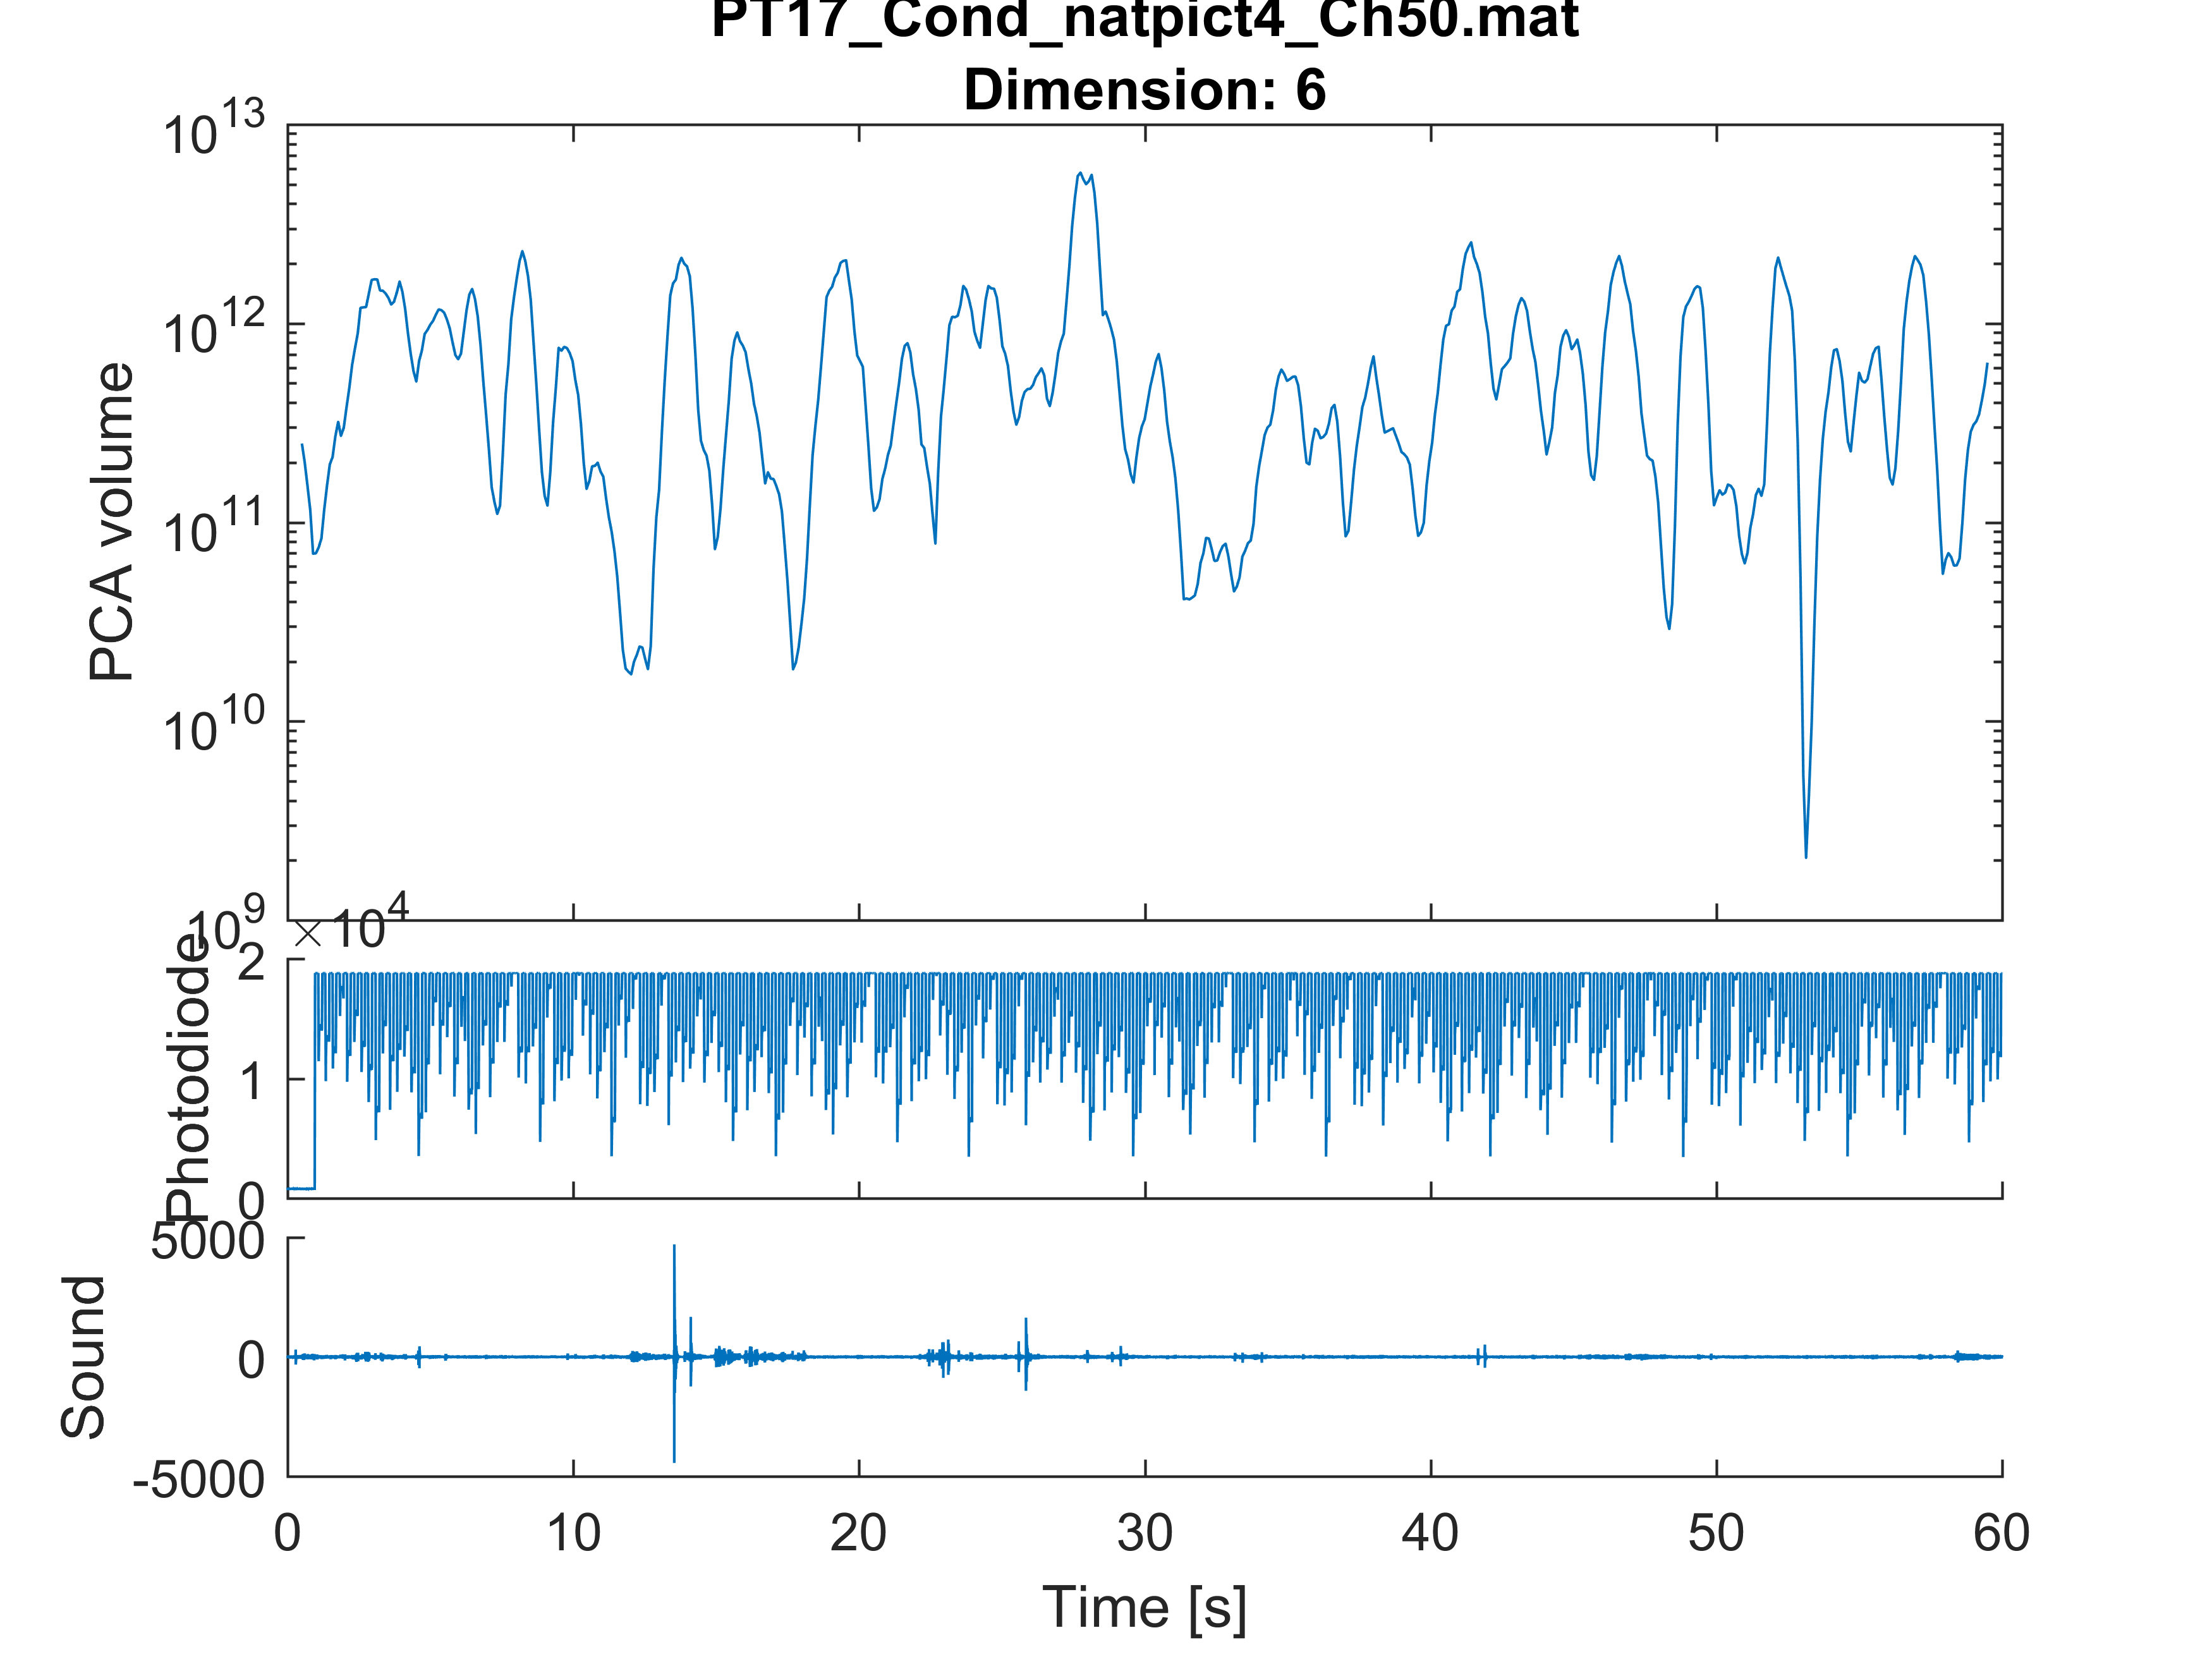 PT17_Cond_natpict4_Ch50.mat
Dimension: 6
10^13
10^12
10^11
10^10
10^9
PCA volume
× 10^4
2
1
0
Photodiode
5000
0
-5000
Sound
0 10 20 30 40 50 60
Time [s]